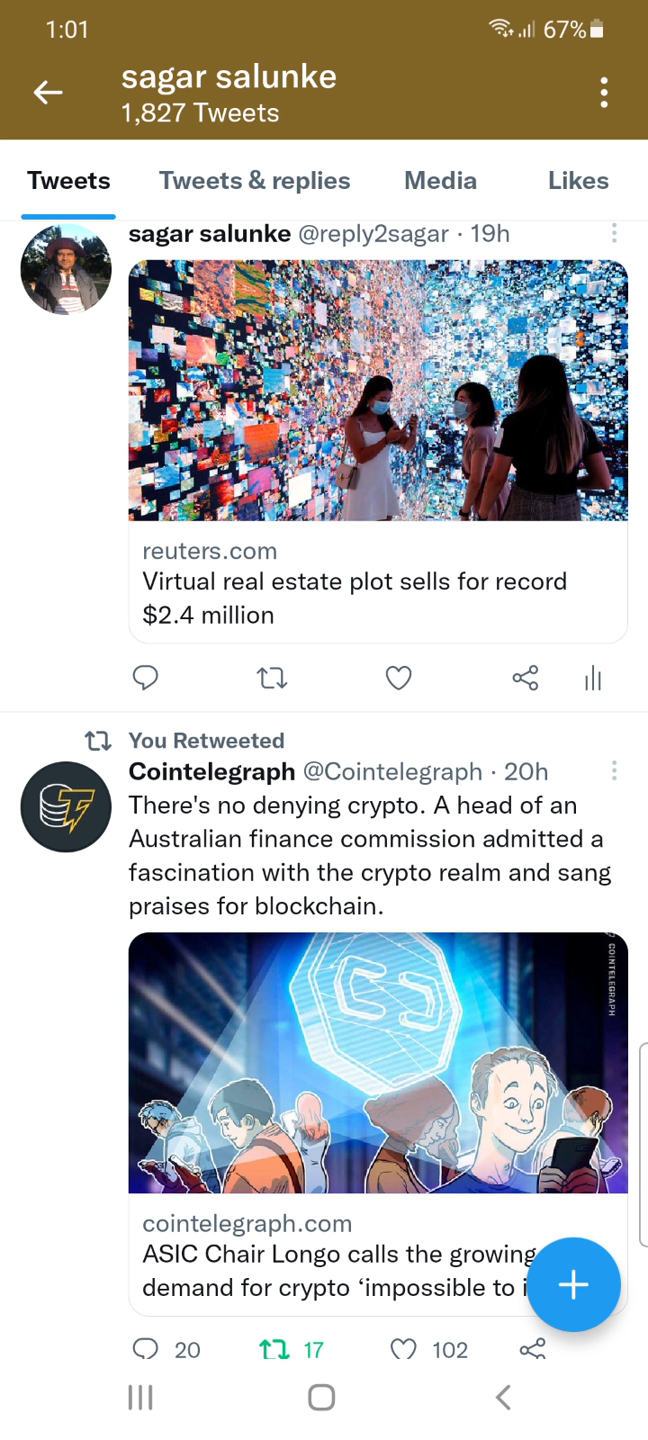 1:01
67%
sagar salunke
1,827 Tweets
Tweets
Tweets & replies
Media
Likes
sagar salunke @reply2sagar · 19h
reuters.com
Virtual real estate plot sells for record
$2.4 million
You Retweeted
Cointelegraph @Cointelegraph · 20h
There's no denying crypto. A head of an
Australian finance commission admitted a
fascination with the crypto realm and sang
praises for blockchain.
COINTELEGRAPH
cointelegraph.com
ASIC Chair Longo calls the growing
demand for crypto ‘impossible to i
20
17
102